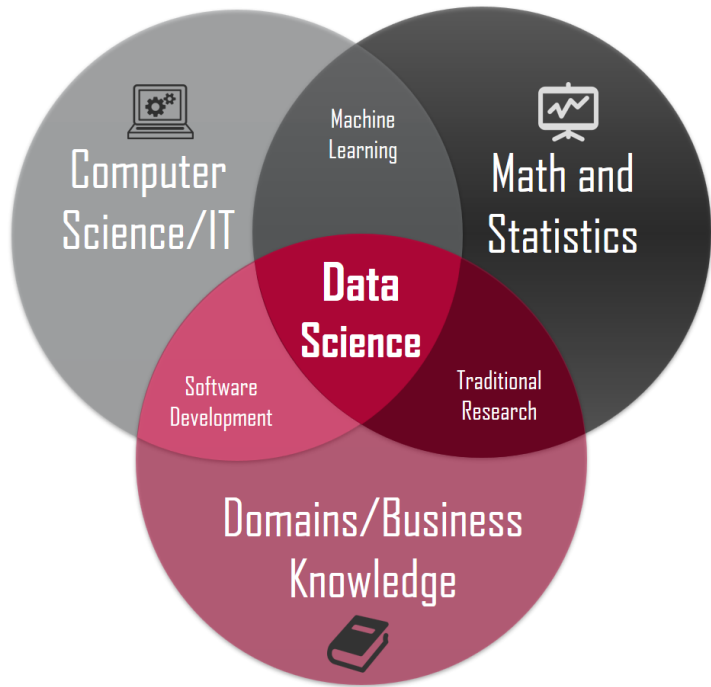 Machine
Learning
Computer
Science/IT
Math and
Statistics
Data
Science
Software
Development
Traditional
Research
Domains/Business
Knowledge